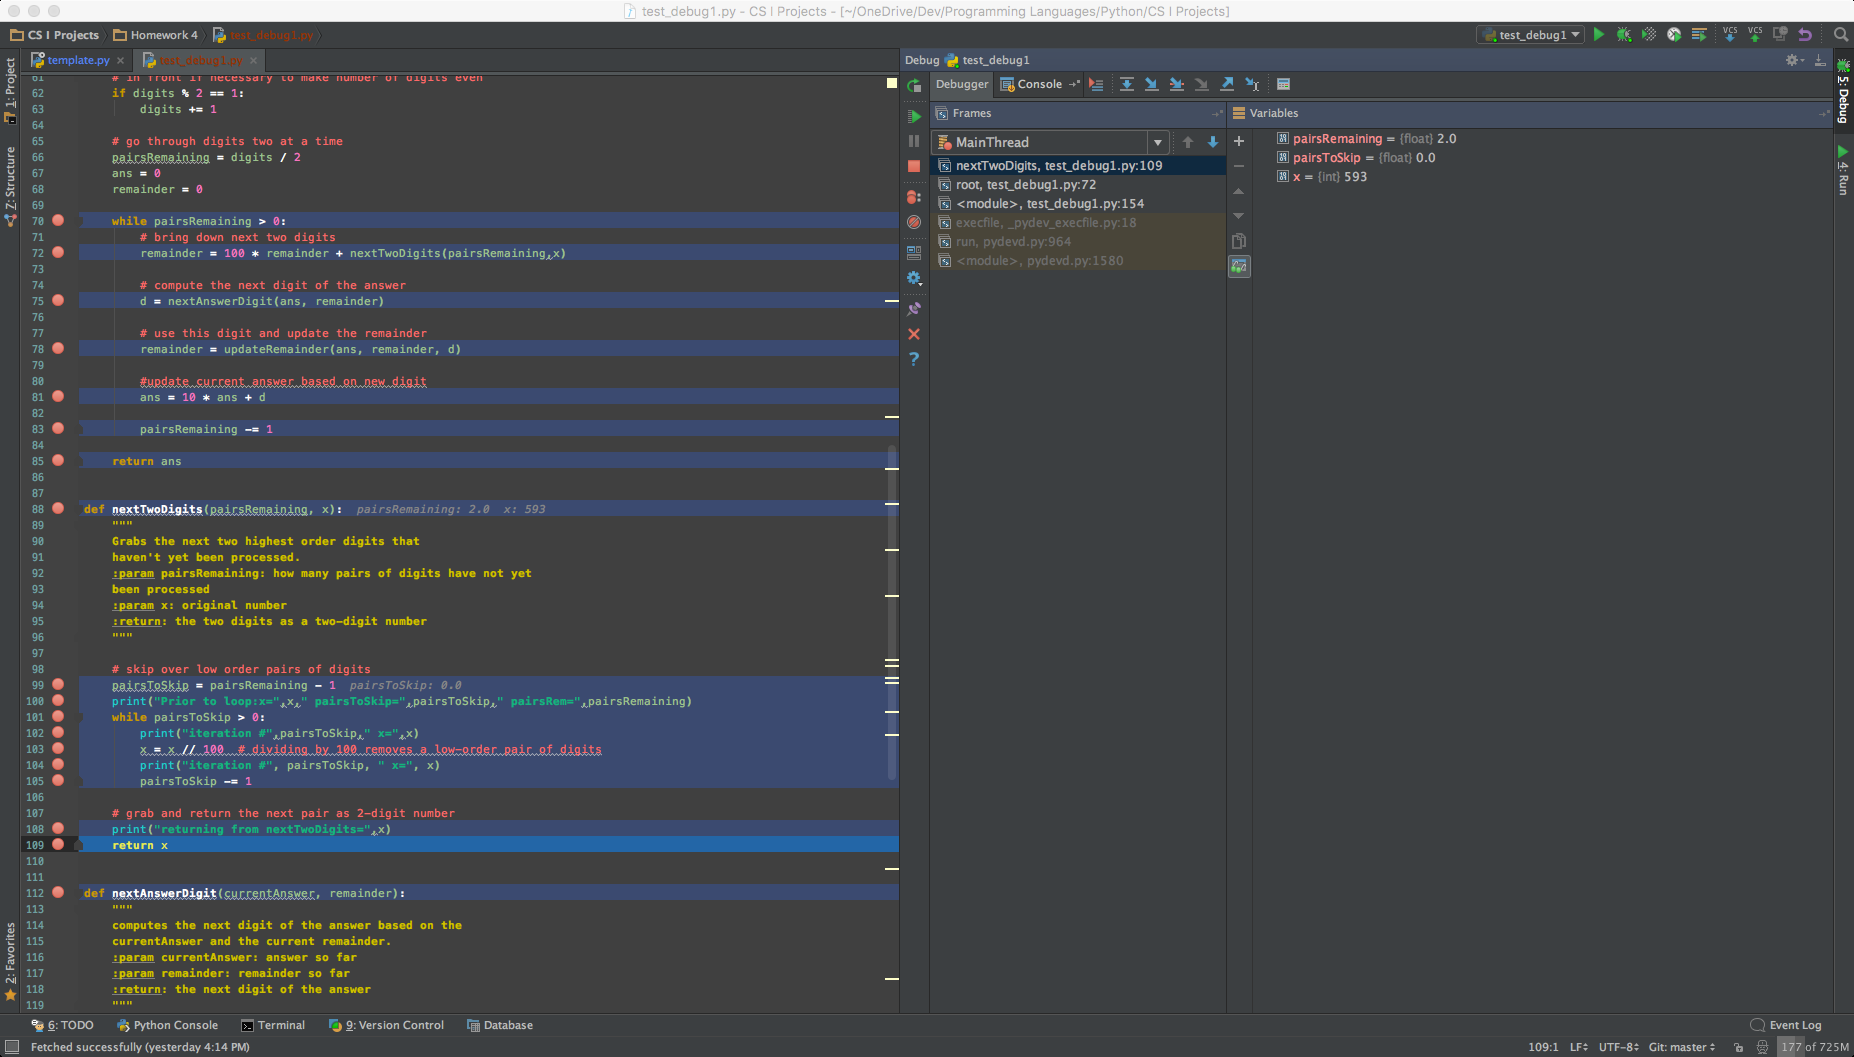 test_debug1.py - CS I Projects - [~/OneDrive/Dev/Programming Languages/Python/CS I Projects]
CS I Projects
Homework 4
test_debug1.py
test_debug1
VCS
VCS
template.py
test_debug1.py
1: Project
Z: Structure
2: Favorites
61 # in front if necessary to make number of digits even
62 if digits % 2 == 1:
63 digits += 1
64
65 # go through digits two at a time
66 pairsRemaining = digits / 2
67 ans = 0
68 remainder = 0
69
70 while pairsRemaining > 0:
71 # bring down next two digits
72 remainder = 100 * remainder + nextTwoDigits(pairsRemaining,x)
73
74 # compute the next digit of the answer
75 d = nextAnswerDigit(ans, remainder)
76
77 # use this digit and update the remainder
78 remainder = updateRemainder(ans, remainder, d)
79
80 #update current answer based on new digit
81 ans = 10 * ans + d
82
83 pairsRemaining -= 1
84
85 return ans
86
87
88 def nextTwoDigits(pairsRemaining, x): pairsRemaining: 2.0 x: 593
89 """
90 Grabs the next two highest order digits that
91 haven't yet been processed.
92 :param pairsRemaining: how many pairs of digits have not yet
93 been processed
94 :param x: original number
95 :return: the two digits as a two-digit number
96 """
97
98 # skip over low order pairs of digits
99 pairsToSkip = pairsRemaining - 1 pairsToSkip: 0.0
100 print("Prior to loop:x=",x," pairsToSkip=",pairsToSkip," pairsRem=",pairsRemaining)
101 while pairsToSkip > 0:
102 print("iteration #",pairsToSkip," x=",x)
103 x = x // 100 # dividing by 100 removes a low-order pair of digits
104 print("iteration #", pairsToSkip, " x=", x)
105 pairsToSkip -= 1
106
107 # grab and return the next pair as 2-digit number
108 print("returning from nextTwoDigits=",x)
109 return x
110
111
112 def nextAnswerDigit(currentAnswer, remainder):
113 """
114 computes the next digit of the answer based on the
115 currentAnswer and the current remainder.
116 :param currentAnswer: answer so far
117 :param remainder: remainder so far
118 :return: the next digit of the answer
119 """
Debug test_debug1
Debugger
Console
Frames
MainThread
nextTwoDigits, test_debug1.py:109
root, test_debug1.py:72
<module>, test_debug1.py:154
execfile, _pydev_execfile.py:18
run, pydevd.py:964
<module>, pydevd.py:1580
Variables
pairsRemaining = {float} 2.0
pairsToSkip = {float} 0.0
x = {int} 593
5: Debug
4: Run
6: TODO
Python Console
Terminal
9: Version Control
Database
Event Log
Fetched successfully (yesterday 4:14 PM)
109:1
LF
UTF-8
Git: master
177 of 725M